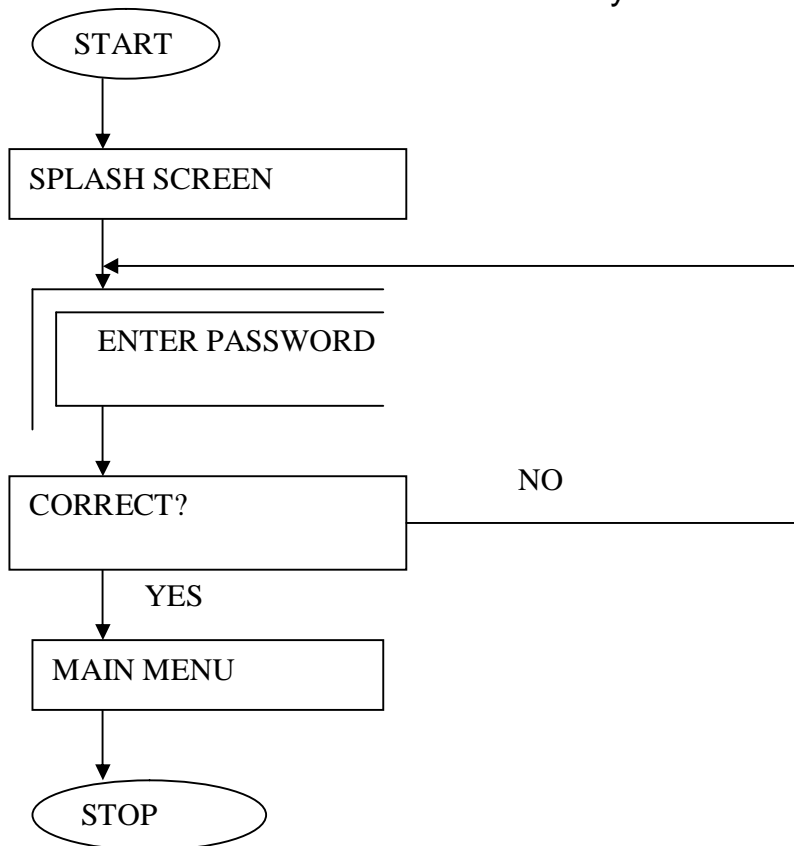 START
SPLASH SCREEN
ENTER PASSWORD
CORRECT?
NO
YES
MAIN MENU
STOP